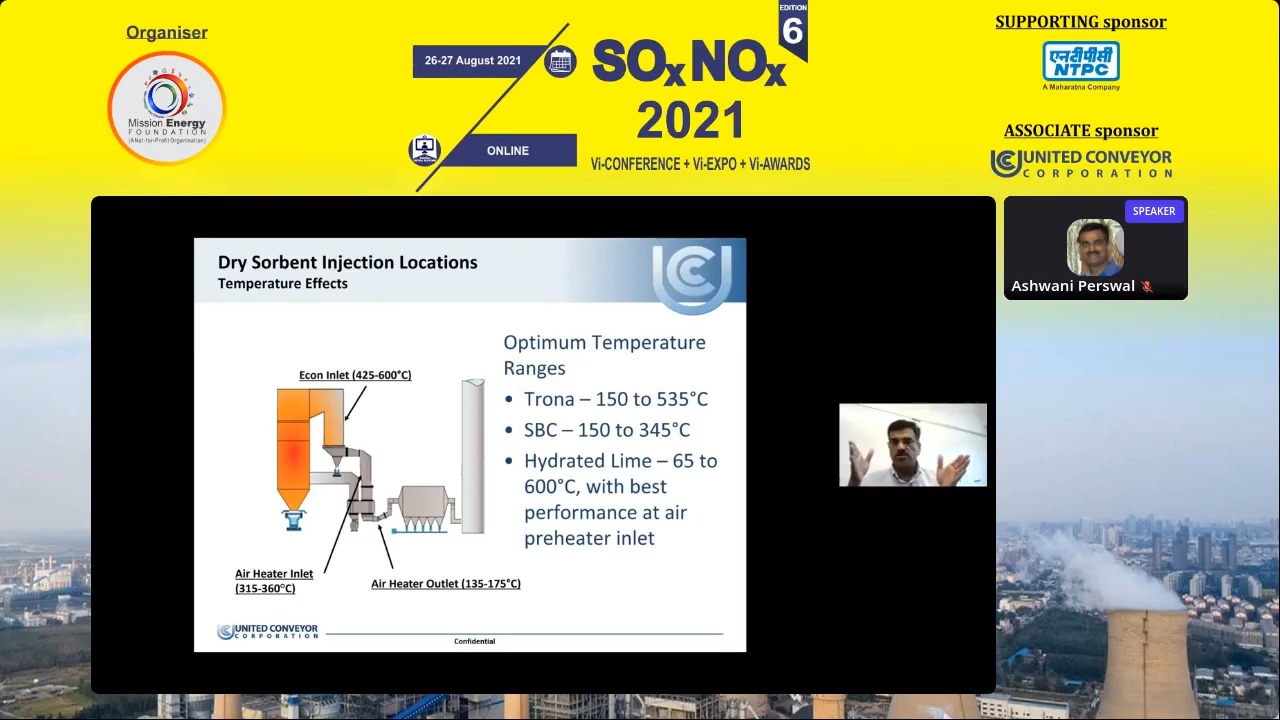 Organiser
Mission Energy
FOUNDATION
(A Net-for-Profit Organisation)
26-27 August 2021
ONLINE
EDITION
6
SOxNOx
2021
Vi-CONFERENCE + Vi-EXPO + Vi-AWARDS
SUPPORTING sponsor
एनटीपीसी
NTPC
A Maharatna Company
ASSOCIATE sponsor
UNITED CONVEYOR
CORPORATION
SPEAKER
Ashwani Perswal
Dry Sorbent Injection Locations
Temperature Effects
Econ Inlet (425-600°C)
Air Heater Inlet
(315-360°C)
Air Heater Outlet (135-175°C)
Optimum Temperature
Ranges
• Trona – 150 to 535°C
• SBC – 150 to 345°C
• Hydrated Lime – 65 to
600°C, with best
performance at air
preheater inlet
UNITED CONVEYOR
CORPORATION
Confidential